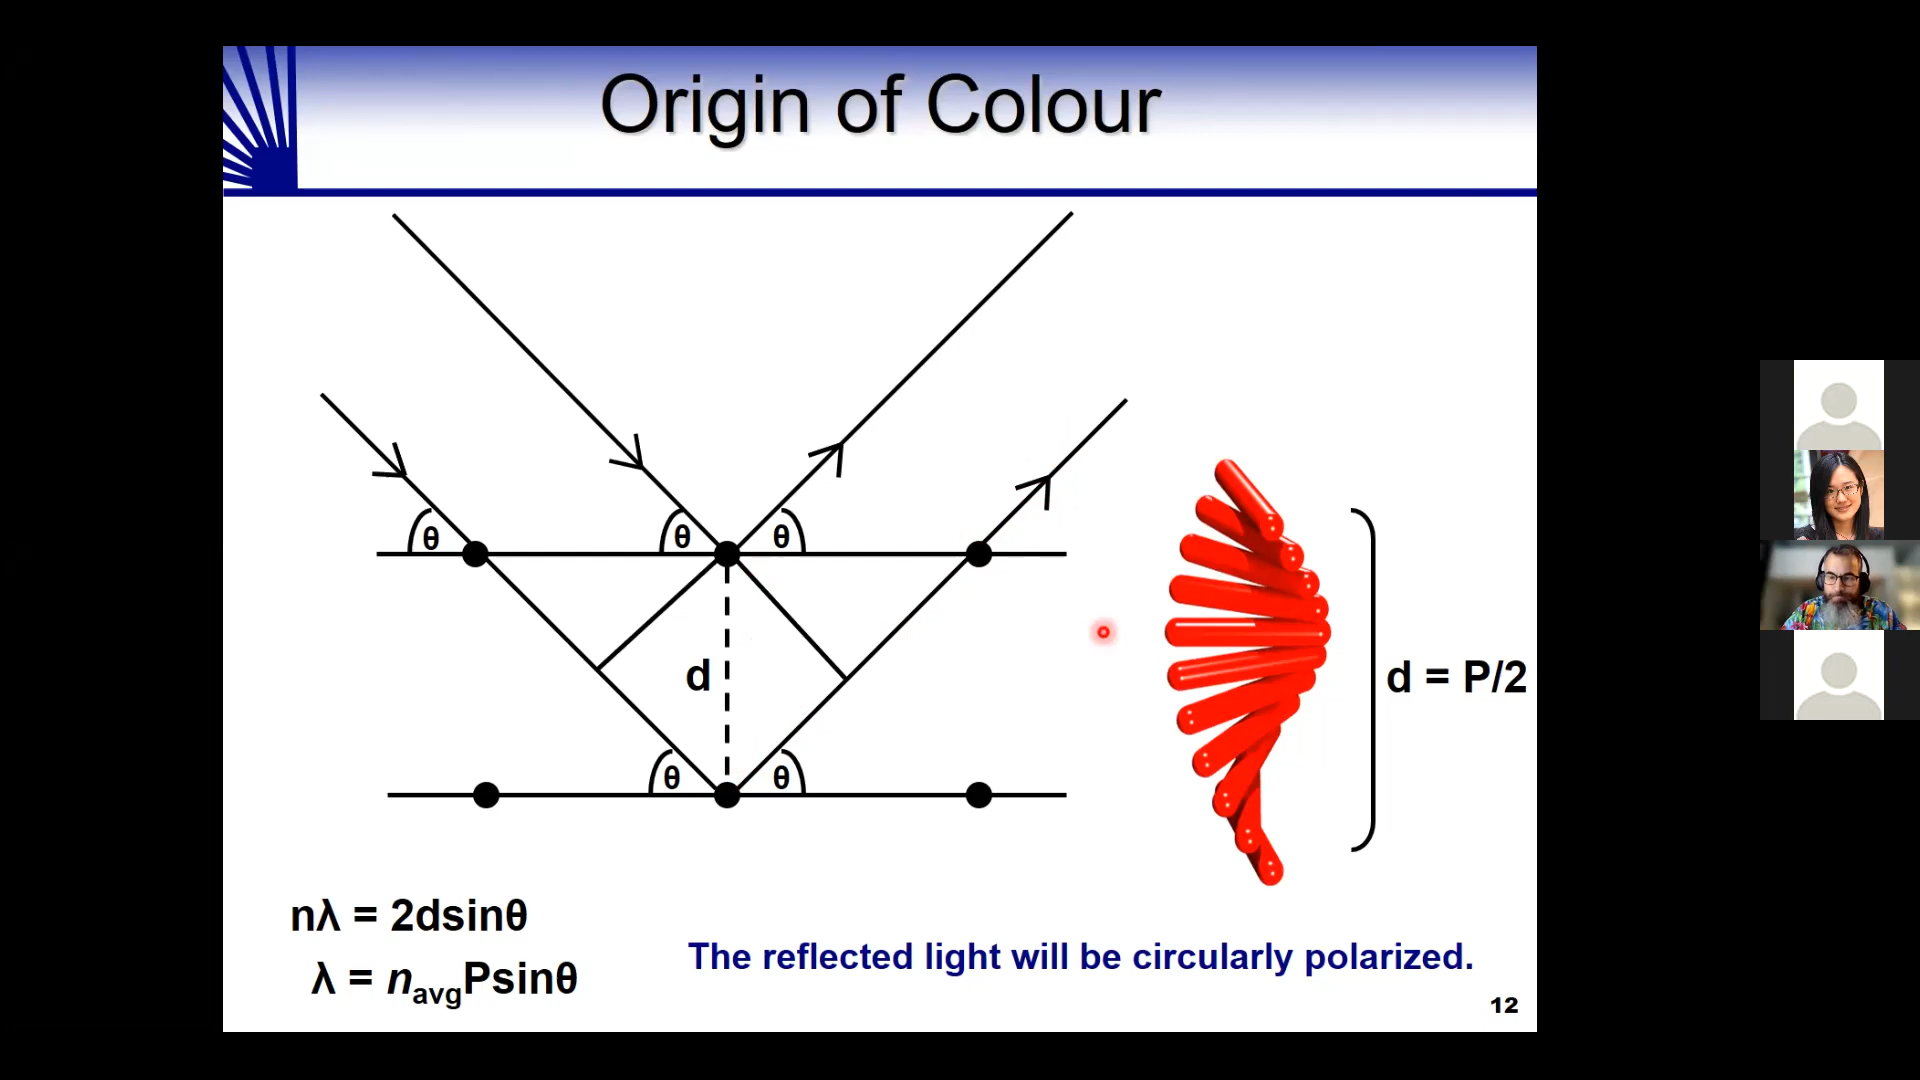 Origin of Colour
θ
θ
θ
d
d = P/2
θ
θ
nλ = 2dsinθ
λ = navgPsinθ
The reflected light will be circularly polarized.
12